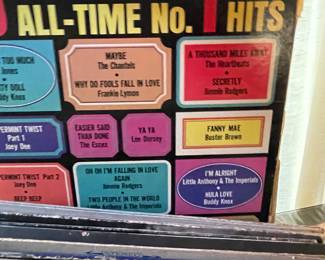 ALL-TIME No. 1 HITS
TOO MUCH
Jones
TTY DOLL
Buddy Knox
MAYBE
The Chantels
• WHY DO FOOLS FALL IN LOVE
Frankie Lymon
A THOUSAND MILES AWAY
The Heartbeats
• SECRETLY
Jimmie Rodgers
PERMINT TWIST
Part 1
Joey Dee
EASIER SAID
THAN DONE
The Essex
YA YA
Lee Dorsey
FANNY MAE
Buster Brown
PERMINT TWIST Part 2
Joey Dee
• BEEP BEEP
OH OH I'M FALLING IN LOVE
AGAIN
Jimmie Rodgers
TWO PEOPLE IN THE WORLD
Little Anthony & The Imperials
I'M ALRIGHT
Little Anthony & The Imperials
• HULA LOVE
Buddy Knox